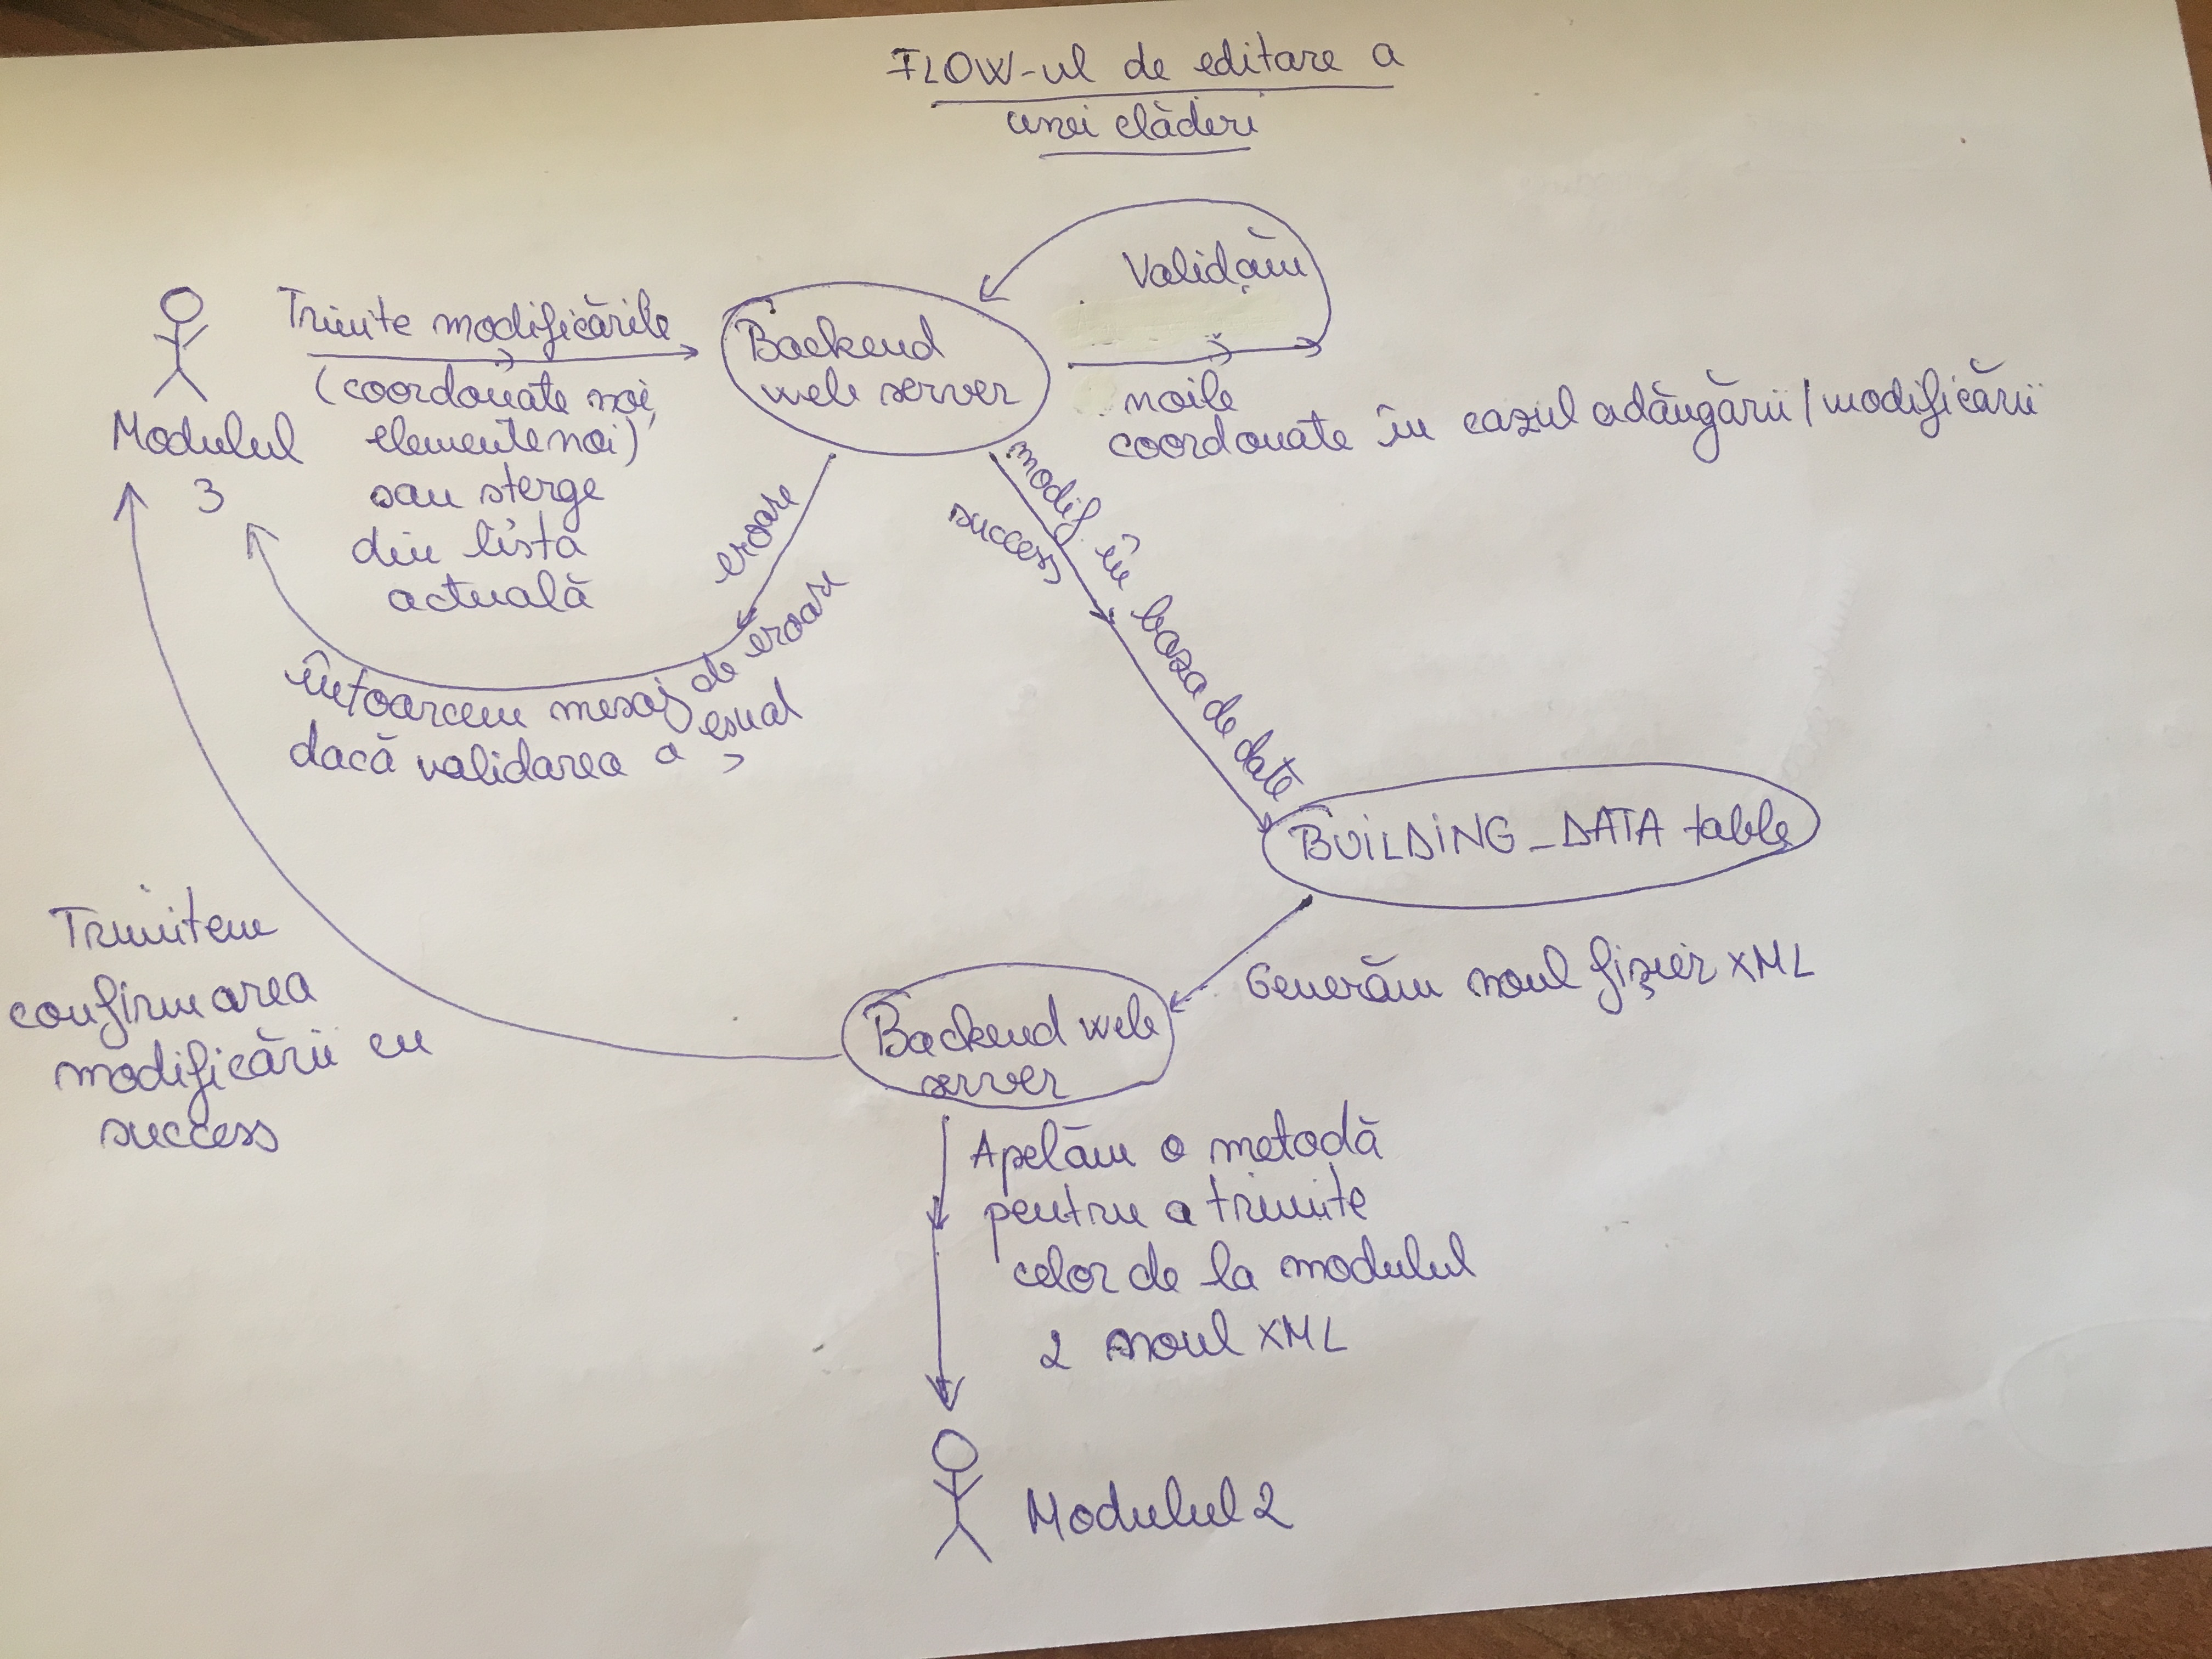 FLOW-ul de editare a
unei clădiri
Validăm
Trimite modificările
(coordonate noi,
elemente noi)
sau șterge
din lista
actuală
Modulul
3
Backend
web server
noile
coordonate în cazul adăugării/modificării
eroare
success
modif în baza de date
întoarcem mesaj de eroare
dacă validarea a eșuat
BUILDING_DATA table
Generăm noul fișier XML
Trimitem
confirmarea
modificării cu
success
Backend web
server
Apelăm o metodă
pentru a trimite
celor de la modulul
2 noul XML
Modulul 2